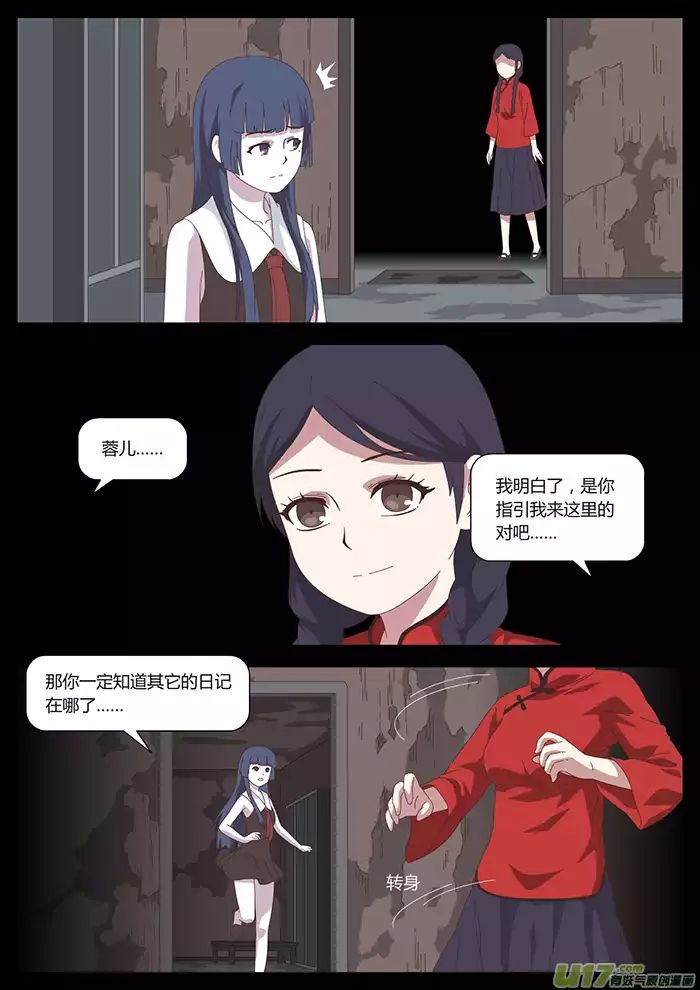 蓉儿……
我明白了，是你
指引我来这里的
对吧……
那你一定知道其它的日记
在哪了……
转身
U17.com
有妖气原创漫画